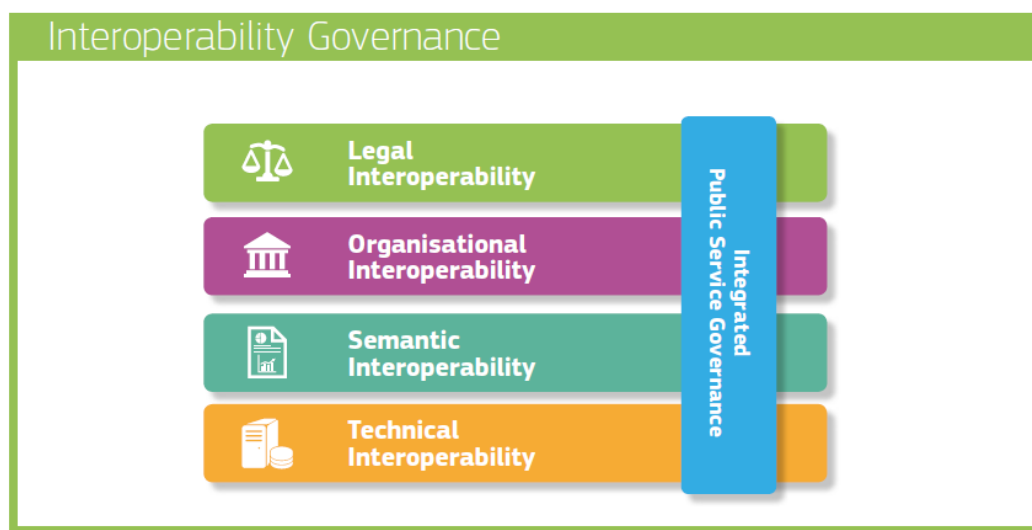 Interoperability Governance
Legal
Interoperability
Organisational
Interoperability
Semantic
Interoperability
Technical
Interoperability
Integrated
Public Service Governance